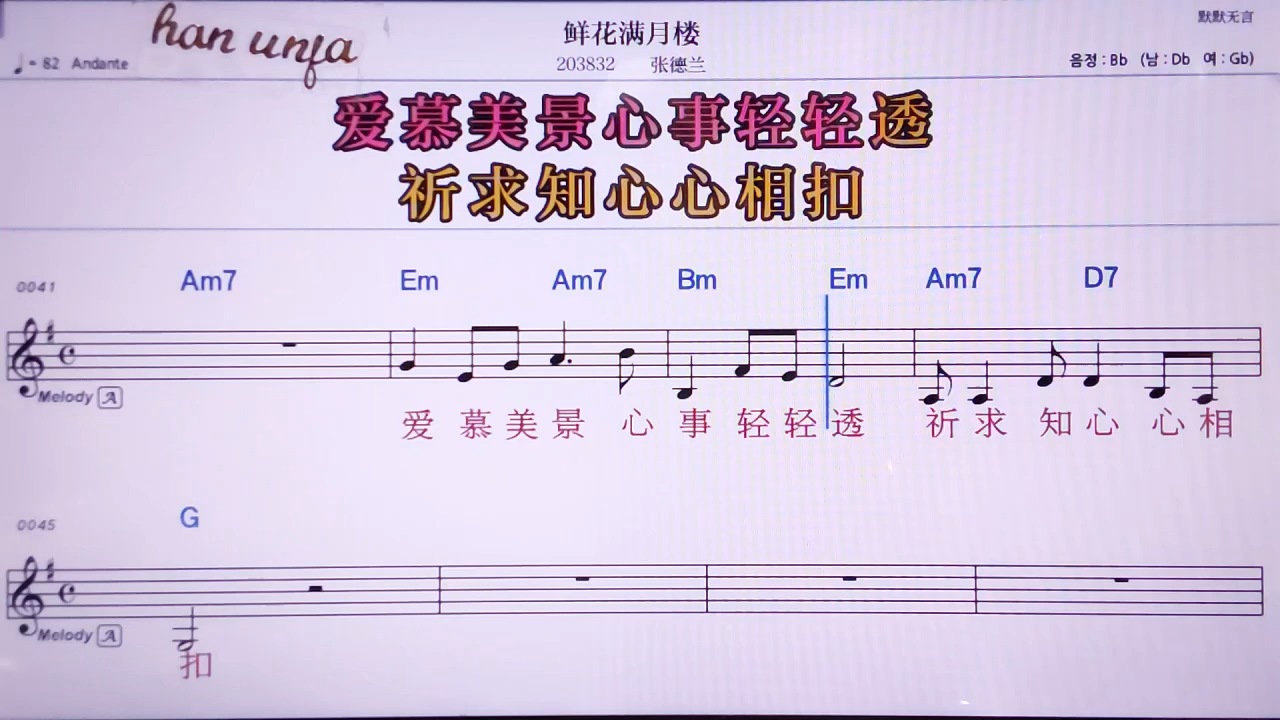 han unfa
鲜花满月楼
默默无言
♩ = 82 Andante
203832 张德兰
음정 : Bb (남 : Db 여 : Gb)
爱慕美景心事轻轻透
祈求知心心相扣
0041 Am7 Em Am7 Bm Em Am7 D7
Melody A
爱 慕 美 景 心 事 轻 轻 透 祈 求 知 心 心 相
0045 G
Melody A
扣